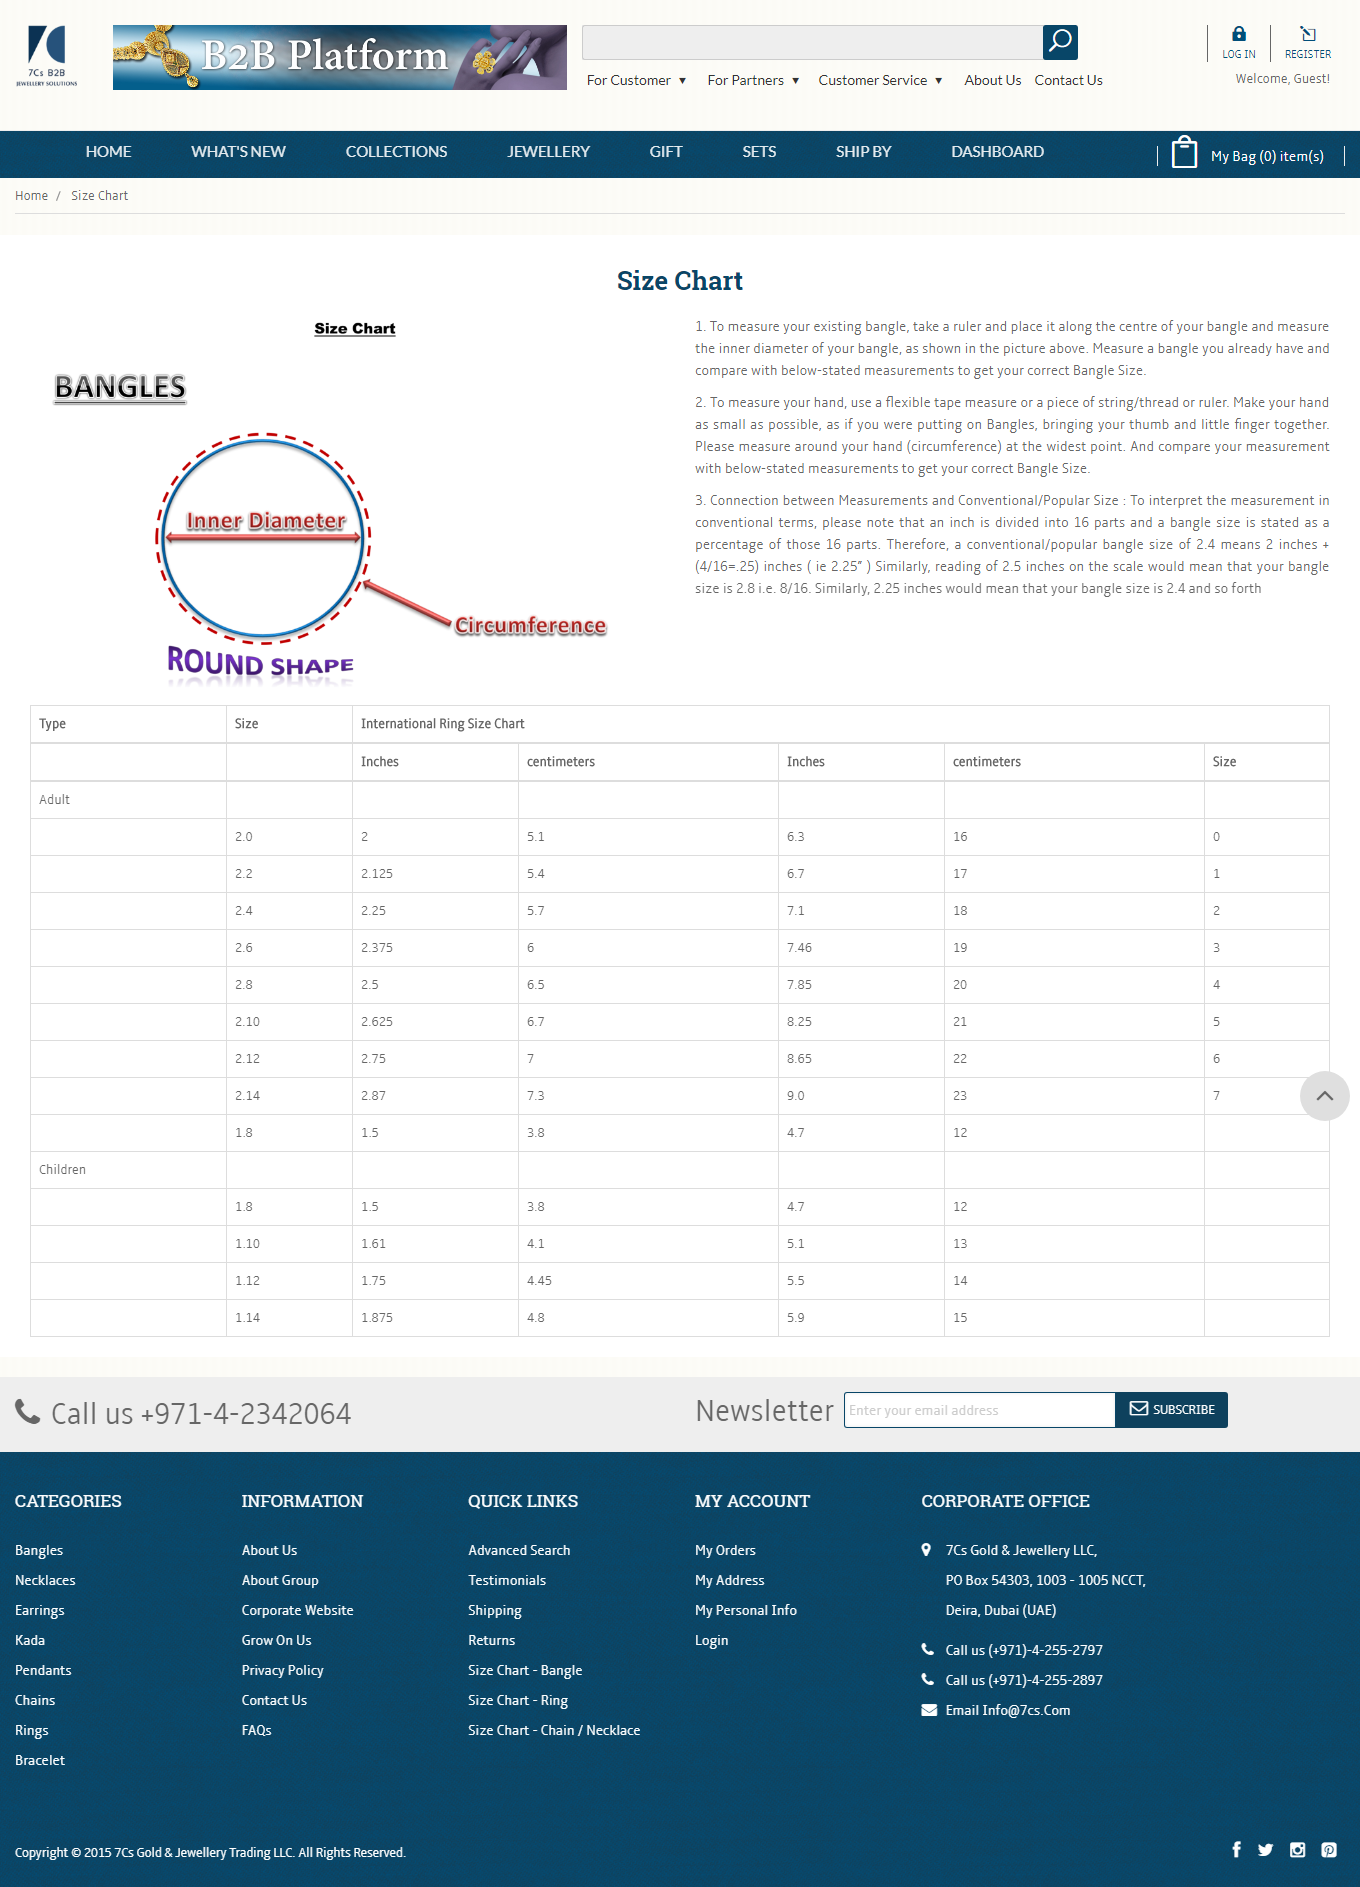 7Cs B2B
JEWELLERY SOLUTIONS
B2B Platform
For Customer ▼ For Partners ▼ Customer Service ▼ About Us Contact Us
LOG IN REGISTER
Welcome, Guest!
HOME WHAT'S NEW COLLECTIONS JEWELLERY GIFT SETS SHIP BY DASHBOARD
My Bag (0) item(s)
Home / Size Chart
Size Chart
Size Chart
BANGLES
Inner Diameter
Circumference
ROUND SHAPE
1. To measure your existing bangle, take a ruler and place it along the centre of your bangle and measure
the inner diameter of your bangle, as shown in the picture above. Measure a bangle you already have and
compare with below-stated measurements to get your correct Bangle Size.
2. To measure your hand, use a flexible tape measure or a piece of string/thread or ruler. Make your hand
as small as possible, as if you were putting on Bangles, bringing your thumb and little finger together.
Please measure around your hand (circumference) at the widest point. And compare your measurement
with below-stated measurements to get your correct Bangle Size.
3. Connection between Measurements and Conventional/Popular Size : To interpret the measurement in
conventional terms, please note that an inch is divided into 16 parts and a bangle size is stated as a
percentage of those 16 parts. Therefore, a conventional/popular bangle size of 2.4 means 2 inches +
(4/16=.25) inches ( ie 2.25” ) Similarly, reading of 2.5 inches on the scale would mean that your bangle
size is 2.8 i.e. 8/16. Similarly, 2.25 inches would mean that your bangle size is 2.4 and so forth
Type Size International Ring Size Chart
Inches centimeters Inches centimeters Size
Adult
2.0 2 5.1 6.3 16 0
2.2 2.125 5.4 6.7 17 1
2.4 2.25 5.7 7.1 18 2
2.6 2.375 6 7.46 19 3
2.8 2.5 6.5 7.85 20 4
2.10 2.625 6.7 8.25 21 5
2.12 2.75 7 8.65 22 6
2.14 2.87 7.3 9.0 23 7
1.8 1.5 3.8 4.7 12
Children
1.8 1.5 3.8 4.7 12
1.10 1.61 4.1 5.1 13
1.12 1.75 4.45 5.5 14
1.14 1.875 4.8 5.9 15
Call us +971-4-2342064
Newsletter Enter your email address SUBSCRIBE
CATEGORIES
Bangles
Necklaces
Earrings
Kada
Pendants
Chains
Rings
Bracelet
INFORMATION
About Us
About Group
Corporate Website
Grow On Us
Privacy Policy
Contact Us
FAQs
QUICK LINKS
Advanced Search
Testimonials
Shipping
Returns
Size Chart - Bangle
Size Chart - Ring
Size Chart - Chain / Necklace
MY ACCOUNT
My Orders
My Address
My Personal Info
Login
CORPORATE OFFICE
7Cs Gold & Jewellery LLC,
PO Box 54303, 1003 - 1005 NCCT,
Deira, Dubai (UAE)
Call us (+971)-4-255-2797
Call us (+971)-4-255-2897
Email Info@7cs.Com
Copyright © 2015 7Cs Gold & Jewellery Trading LLC. All Rights Reserved.